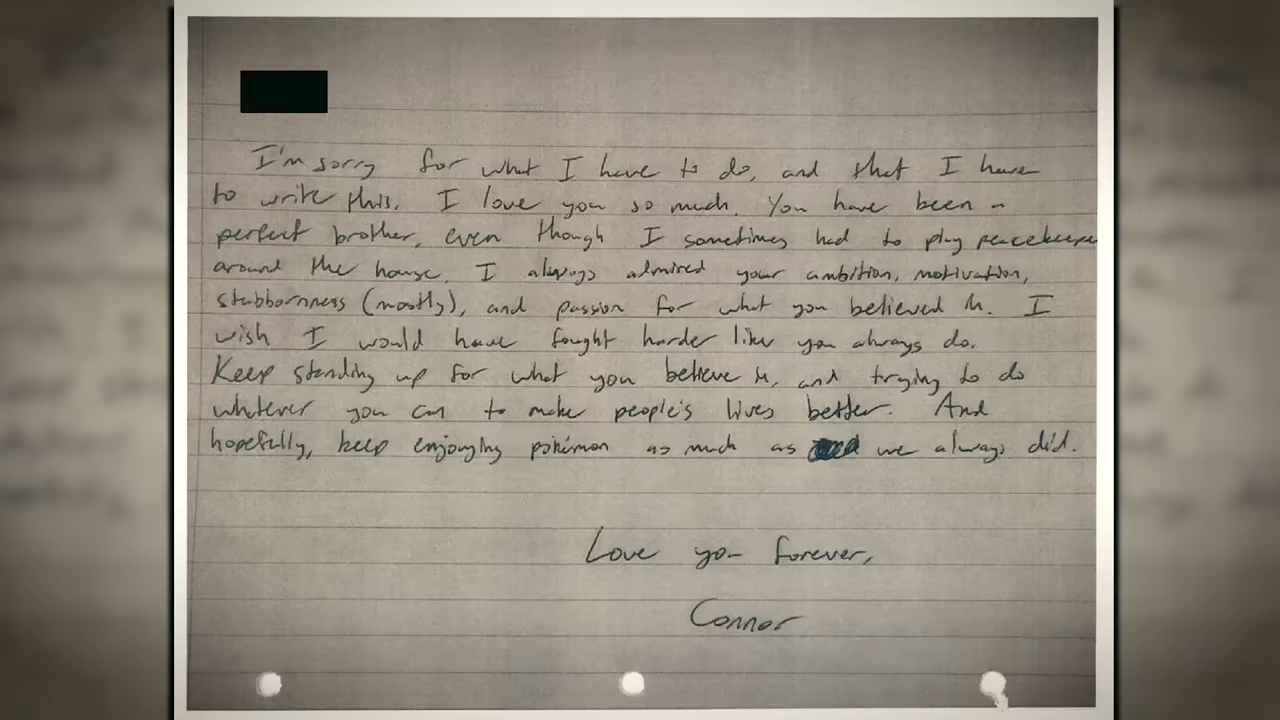 I'm sorry for what I have to do, and that I have
to write this. I love you so much. You have been a
perfect brother, even though I sometimes had to play peacekeepe
around the house. I always admired your ambition, motivation,
stubbornness (mostly), and passion for what you believed in. I
wish I would have fought harder like you always do.
Keep standing up for what you believe in, and trying to do
whatever you can to make people's lives better. And
hopefully, keep enjoying pokémon as much as we always did.
Love you forever,
Connor